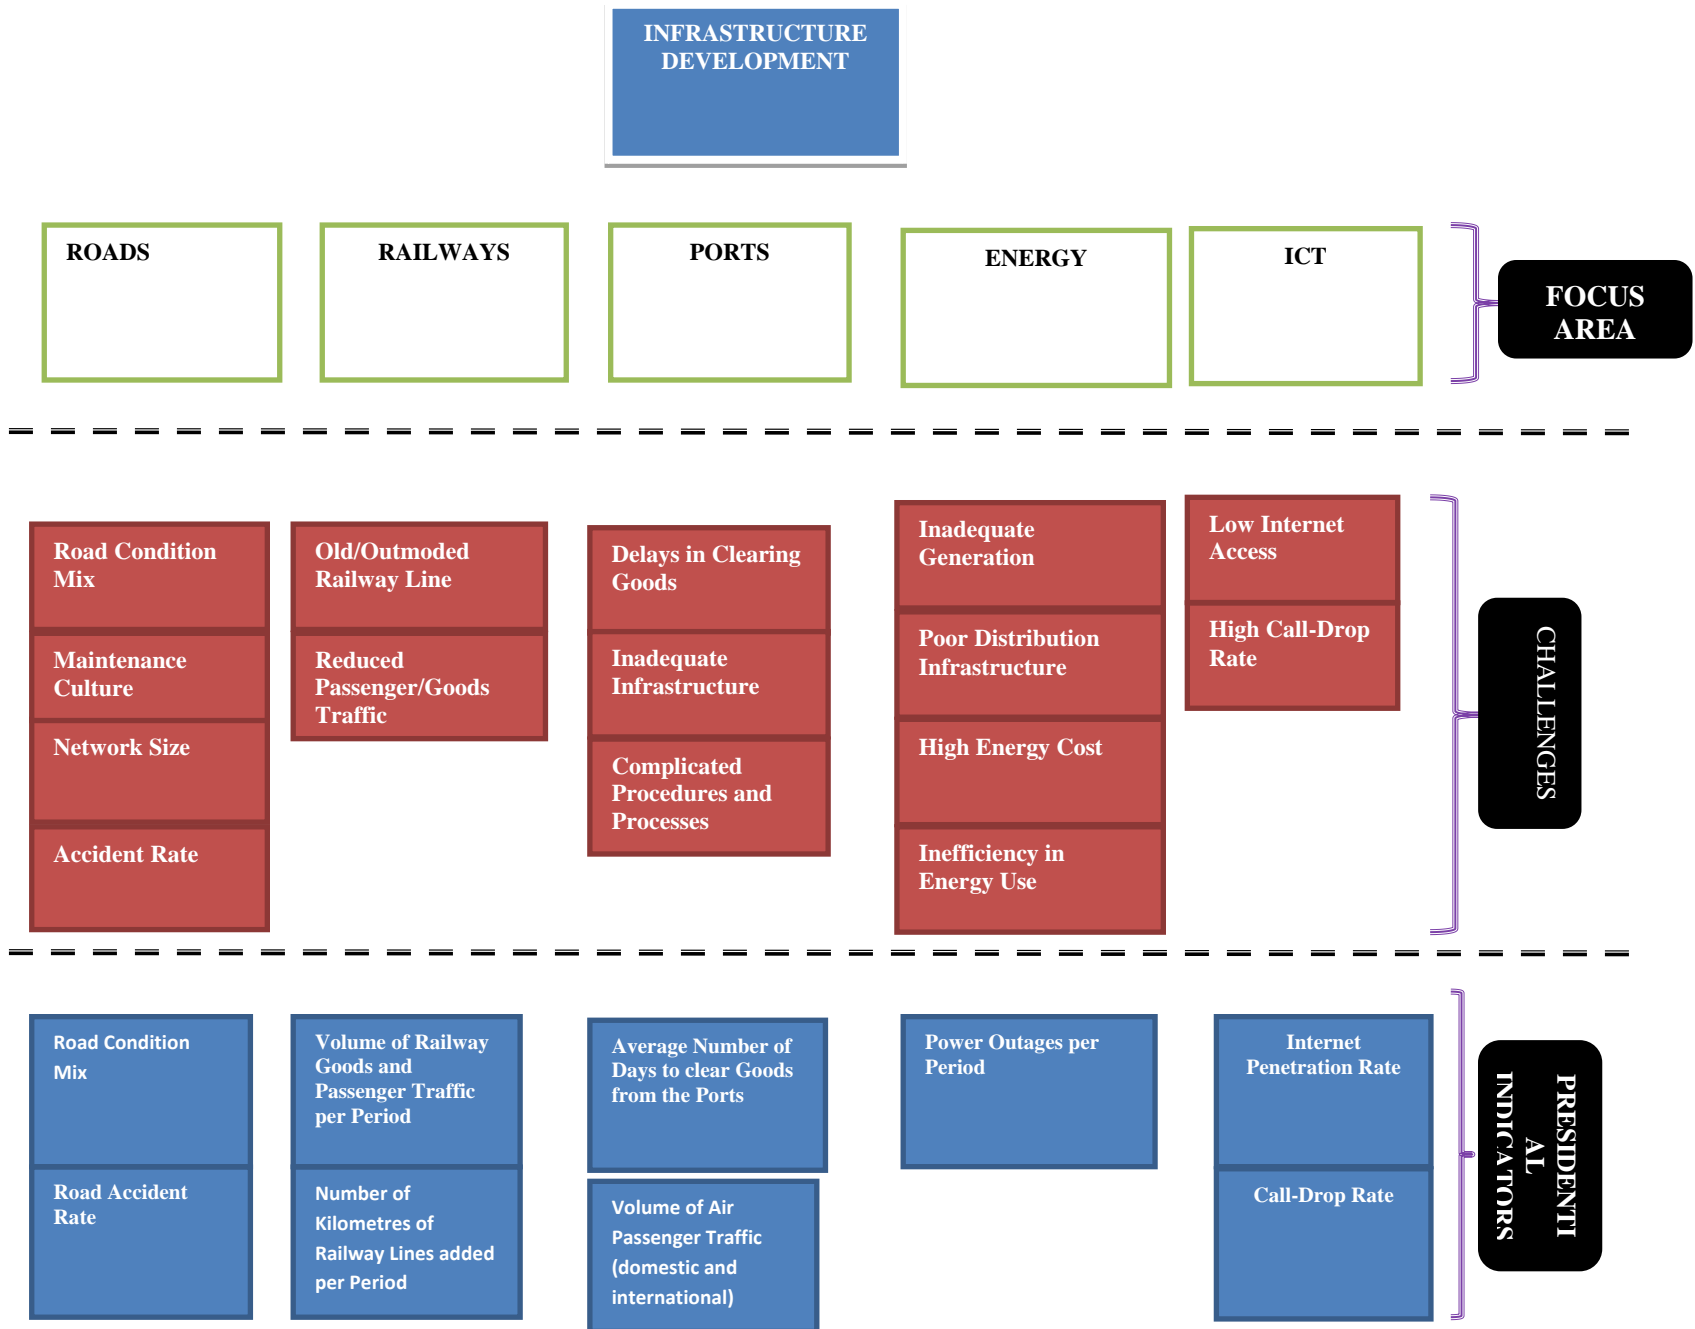 INFRASTRUCTURE
DEVELOPMENT
ROADS
RAILWAYS
PORTS
ENERGY
ICT
FOCUS
AREA
Road Condition
Mix
Maintenance
Culture
Network Size
Accident Rate
Old/Outmoded
Railway Line
Reduced
Passenger/Goods
Traffic
Delays in Clearing
Goods
Inadequate
Infrastructure
Complicated
Procedures and
Processes
Inadequate
Generation
Poor Distribution
Infrastructure
High Energy Cost
Inefficiency in
Energy Use
Low Internet
Access
High Call-Drop
Rate
CHALLENGES
Road Condition
Mix
Road Accident
Rate
Volume of Railway
Goods and
Passenger Traffic
per Period
Number of
Kilometres of
Railway Lines added
per Period
Average Number of
Days to clear Goods
from the Ports
Volume of Air
Passenger Traffic
(domestic and
international)
Power Outages per
Period
Internet
Penetration Rate
Call-Drop Rate
PRESIDENTI
AL
INDICATORS